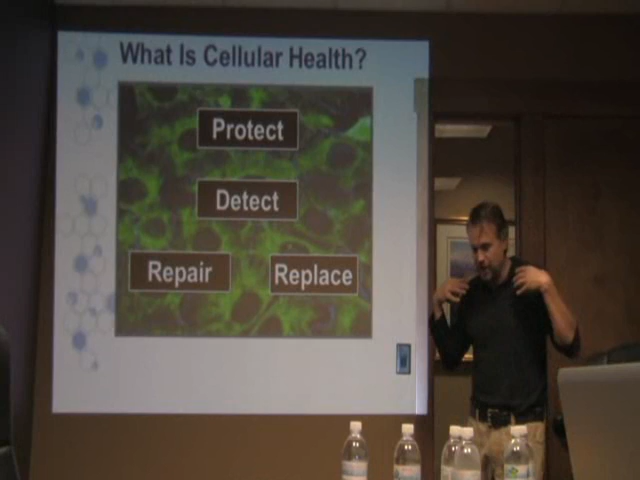 What Is Cellular Health?
Protect
Detect
Repair
Replace